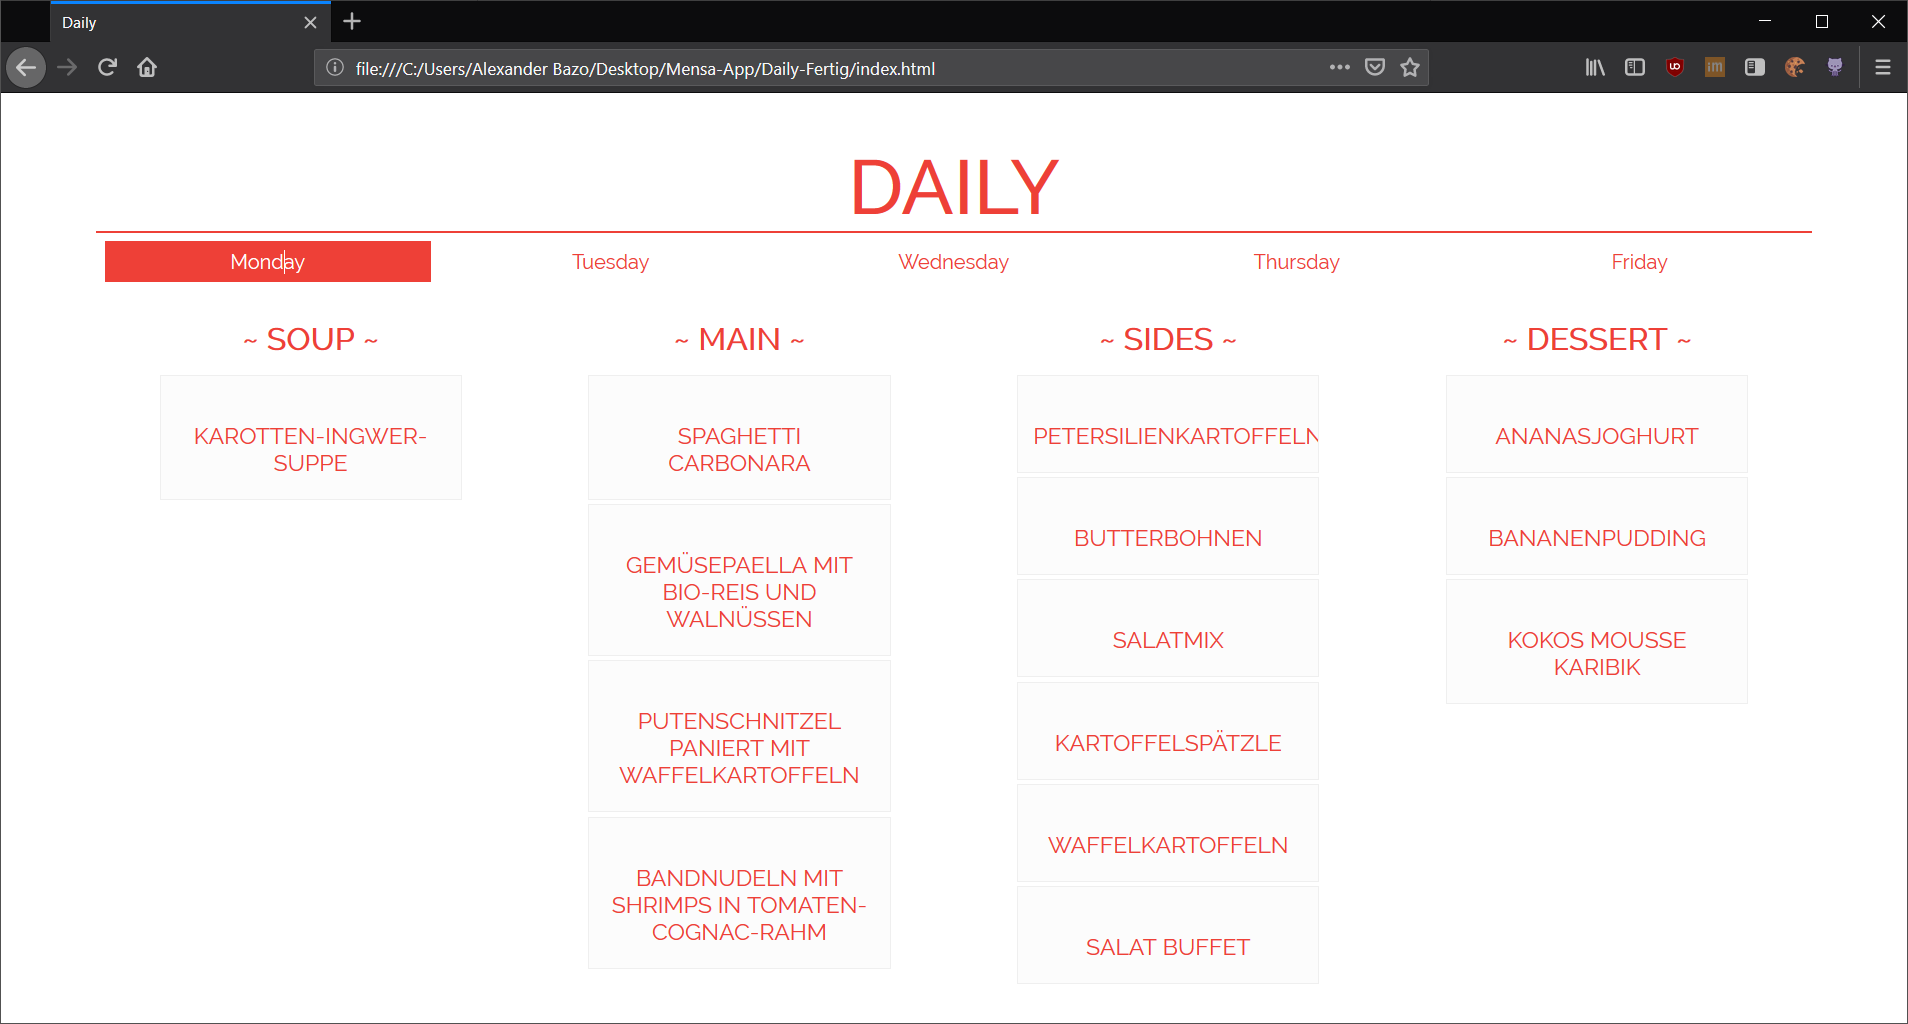 Daily
file:///C:/Users/Alexander Bazo/Desktop/Mensa-App/Daily-Fertig/index.html
DAILY
Monday
Tuesday
Wednesday
Thursday
Friday
~ SOUP ~
KAROTTEN-INGWER-
SUPPE
~ MAIN ~
SPAGHETTI
CARBONARA
GEMÜSEPAELLA MIT
BIO-REIS UND
WALNÜSSEN
PUTENSCHNITZEL
PANIERT MIT
WAFFELKARTOFFELN
BANDNUDELN MIT
SHRIMPS IN TOMATEN-
COGNAC-RAHM
~ SIDES ~
PETERSILIENKARTOFFELN
BUTTERBOHNEN
SALATMIX
KARTOFFELSPÄTZLE
WAFFELKARTOFFELN
SALAT BUFFET
~ DESSERT ~
ANANASJOGHURT
BANANENPUDDING
KOKOS MOUSSE
KARIBIK